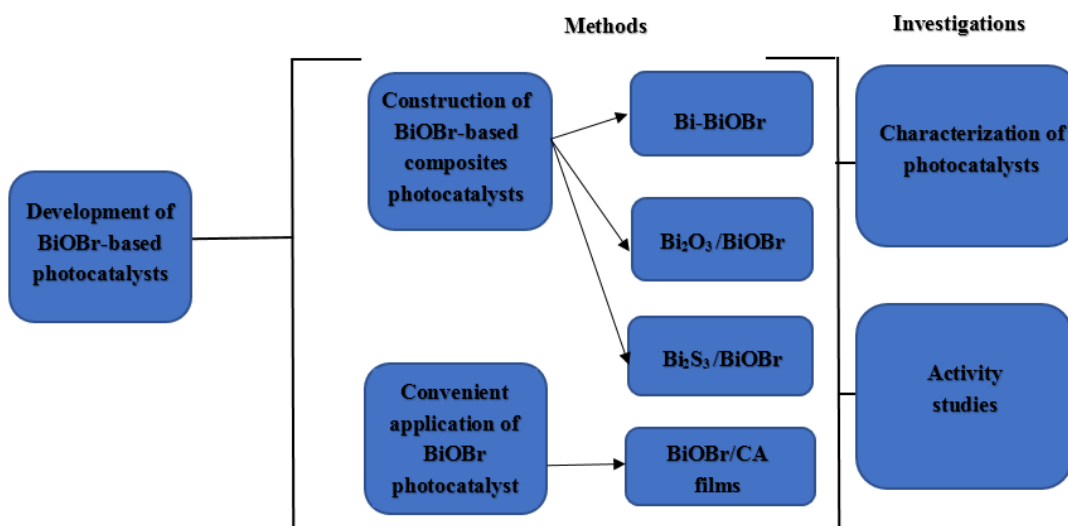 Methods
Investigations
Development of
BiOBr-based
photocatalysts
Construction of
BiOBr-based
composites
photocatalysts
Bi-BiOBr
Bi₂O₃/BiOBr
Bi₂S₃/BiOBr
Convenient
application of
BiOBr
photocatalyst
BiOBr/CA
films
Characterization of
photocatalysts
Activity
studies